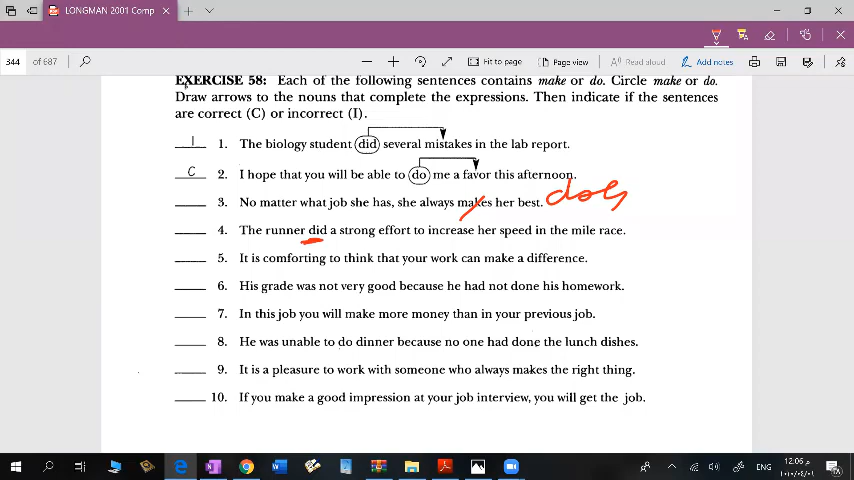 LONGMAN 2001 Comp
344 of 687
Fit to page
Page view
Read aloud
Add notes
EXERCISE 58: Each of the following sentences contains make or do. Circle make or do.
Draw arrows to the nouns that complete the expressions. Then indicate if the sentences
are correct (C) or incorrect (I).
I 1. The biology student did several mistakes in the lab report.
C 2. I hope that you will be able to do me a favor this afternoon.
3. No matter what job she has, she always makes her best. does
4. The runner did a strong effort to increase her speed in the mile race.
5. It is comforting to think that your work can make a difference.
6. His grade was not very good because he had not done his homework.
7. In this job you will make more money than in your previous job.
8. He was unable to do dinner because no one had done the lunch dishes.
9. It is a pleasure to work with someone who always makes the right thing.
10. If you make a good impression at your job interview, you will get the job.
ENG
12:06 م